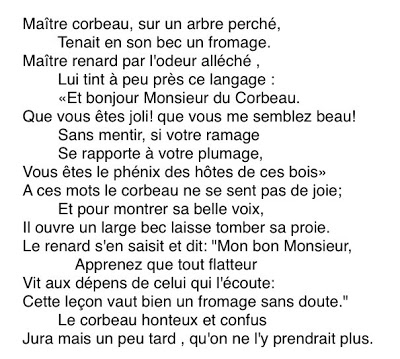 Maître corbeau, sur un arbre perché,
Tenait en son bec un fromage.
Maître renard par l'odeur alléché ,
Lui tint à peu près ce langage :
«Et bonjour Monsieur du Corbeau.
Que vous êtes joli! que vous me semblez beau!
Sans mentir, si votre ramage
Se rapporte à votre plumage,
Vous êtes le phénix des hôtes de ces bois»
A ces mots le corbeau ne se sent pas de joie;
Et pour montrer sa belle voix,
Il ouvre un large bec laisse tomber sa proie.
Le renard s'en saisit et dit: "Mon bon Monsieur,
Apprenez que tout flatteur
Vit aux dépens de celui qui l'écoute:
Cette leçon vaut bien un fromage sans doute."
Le corbeau honteux et confus
Jura mais un peu tard , qu'on ne l'y prendrait plus.